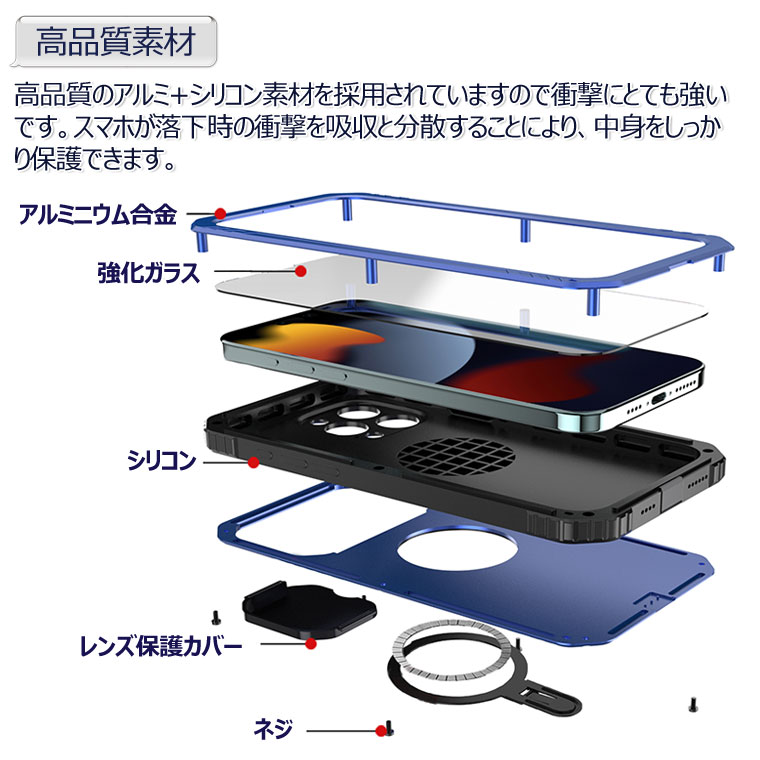 高品質素材
高品質のアルミ＋シリコン素材を採用されていますので衝撃にとても強い
です。スマホが落下時の衝撃を吸収と分散することにより、中身をしっか
り保護できます。
アルミニウム合金
強化ガラス
シリコン
レンズ保護カバー
ネジ